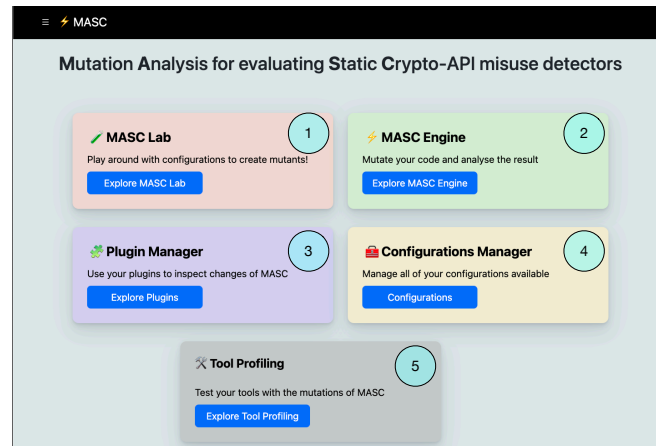 ≡ ⚡ MASC
Mutation Analysis for evaluating Static Crypto-API misuse detectors
MASC Lab
1
Play around with configurations to create mutants!
Explore MASC Lab
MASC Engine
2
Mutate your code and analyse the result
Explore MASC Engine
Plugin Manager
3
Use your plugins to inspect changes of MASC
Explore Plugins
Configurations Manager
4
Manage all of your configurations available
Configurations
Tool Profiling
5
Test your tools with the mutations of MASC
Explore Tool Profiling